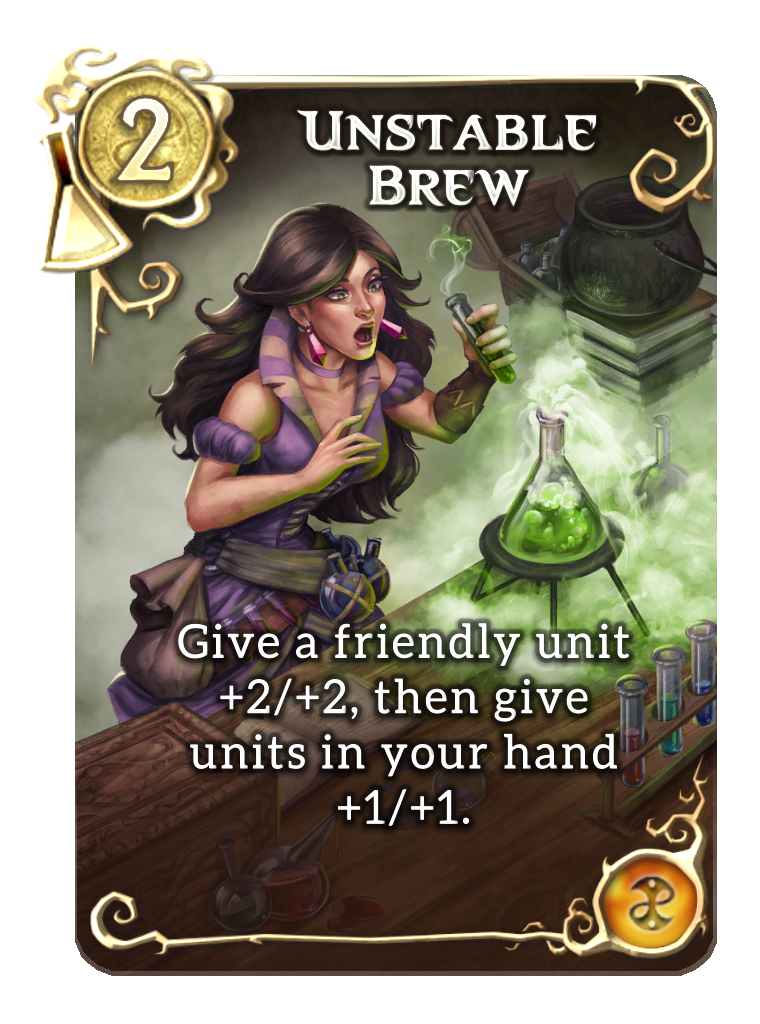 2
UNSTABLE
BREW
Give a friendly unit
+2/+2, then give
units in your hand
+1/+1.